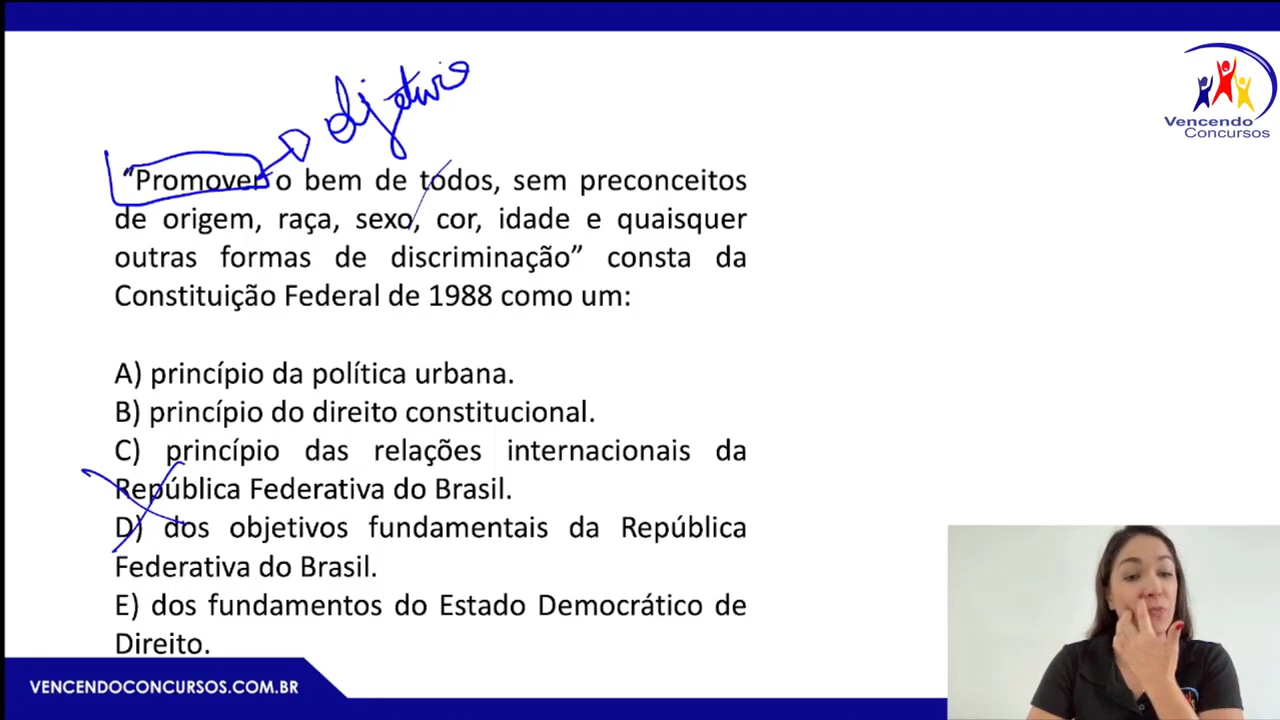 objetivo
Vencendo
Concursos
"Promover o bem de todos, sem preconceitos
de origem, raça, sexo, cor, idade e quaisquer
outras formas de discriminação” consta da
Constituição Federal de 1988 como um:
A) princípio da política urbana.
B) princípio do direito constitucional.
C) princípio das relações internacionais da
República Federativa do Brasil.
D) dos objetivos fundamentais da República
Federativa do Brasil.
E) dos fundamentos do Estado Democrático de
Direito.
VENCENDOCONCURSOS.COM.BR